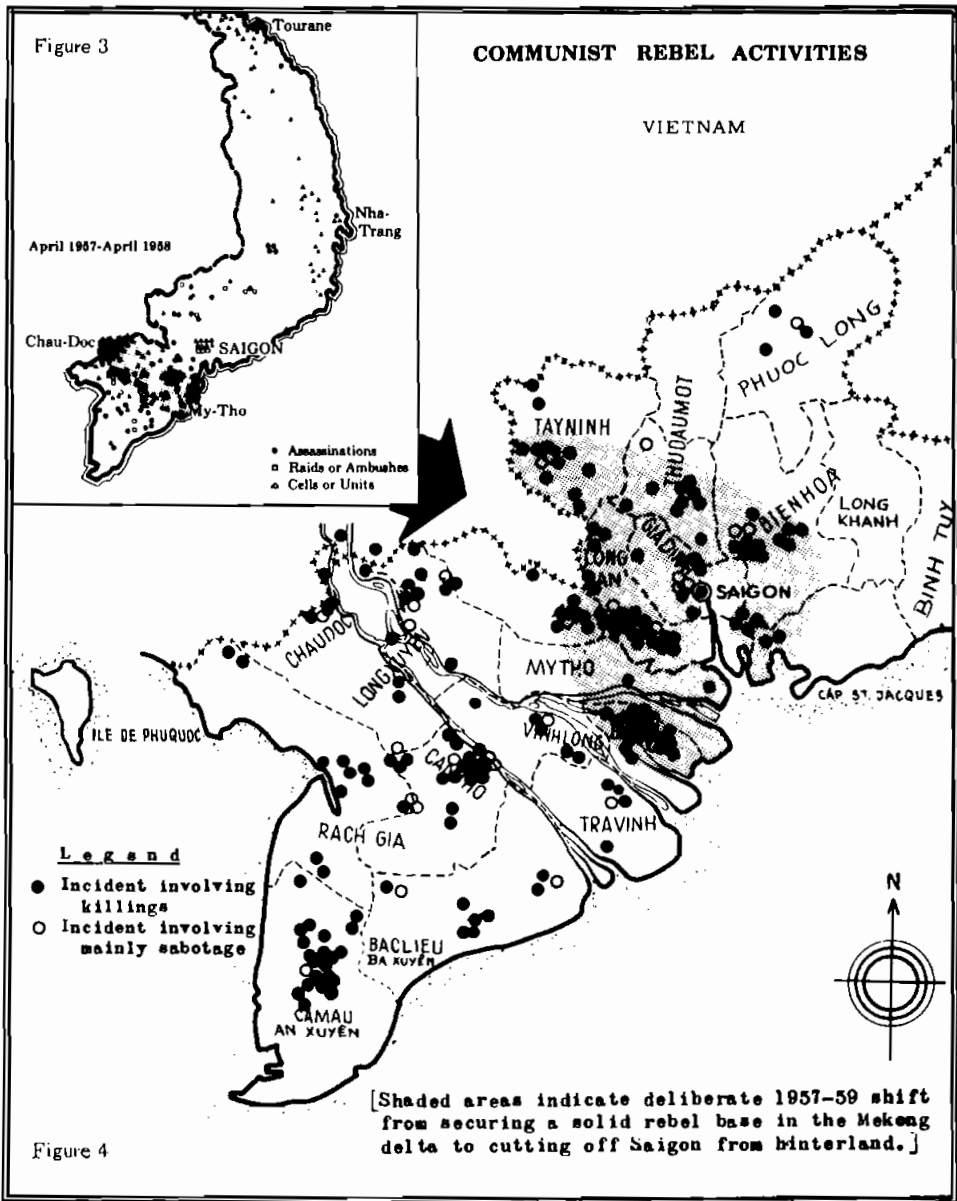 Figure 3
Tourane
Nha-
Trang
April 1957-April 1958
Chau-Doc
SAIGON
My-Tho
• Assassinations
□ Raids or Ambushes
△ Cells or Units
COMMUNIST REBEL ACTIVITIES
VIETNAM
PHUOC LONG
TAYNINH
THUDAUMOT
BIENHOA
LONG
KHANH
BINH TUY
GIADINH
LONG
AN
SAIGON
CHAUDOC
LONGXUYEN
MYTHO
CAP ST. JACQUES
ILE DE PHUQUOC
VINHLONG
CANTHO
TRAVINH
RACH GIA
Legend
● Incident involving
killings
○ Incident involving
mainly sabotage
BACLIEU
BA XUYÊN
CAMAU
AN XUYÊN
N
[Shaded areas indicate deliberate 1957-59 shift
from securing a solid rebel base in the Mekong
delta to cutting off Saigon from hinterland.]
Figure 4